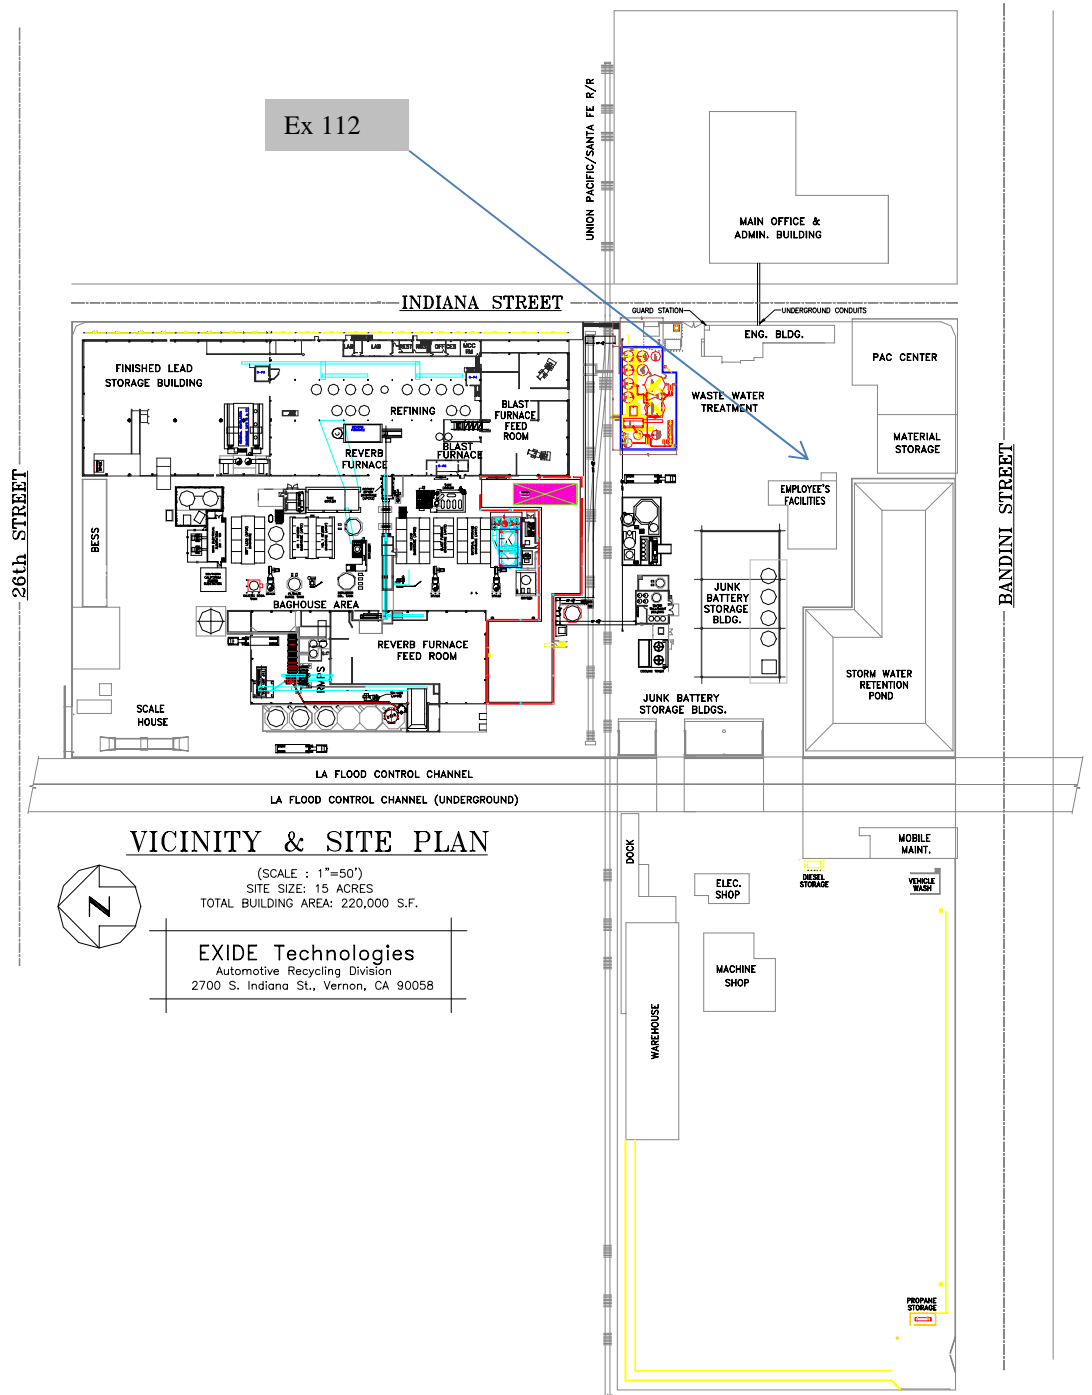 Ex 112
UNION PACIFIC/SANTA FE R/R
MAIN OFFICE &
ADMIN. BUILDING
INDIANA STREET
GUARD STATION
UNDERGROUND CONDUITS
ENG. BLDG.
PAC CENTER
FINISHED LEAD
STORAGE BUILDING
LAB
LAB
REST
OFFICES
MCC
RM
REFINING
BLAST
FURNACE
FEED
ROOM
REVERB
FURNACE
BLAST
FURNACE
WASTE WATER
TREATMENT
MATERIAL
STORAGE
26th STREET
BESS
EMPLOYEE'S
FACILITIES
BANDINI STREET
JUNK
BATTERY
STORAGE
BLDG.
BAGHOUSE AREA
REVERB FURNACE
FEED ROOM
RMPS
STORM WATER
RETENTION
POND
JUNK BATTERY
STORAGE BLDGS.
SCALE
HOUSE
LA FLOOD CONTROL CHANNEL
LA FLOOD CONTROL CHANNEL (UNDERGROUND)
VICINITY & SITE PLAN
(SCALE : 1"=50')
SITE SIZE: 15 ACRES
TOTAL BUILDING AREA: 220,000 S.F.
N
EXIDE Technologies
Automotive Recycling Division
2700 S. Indiana St., Vernon, CA 90058
DOCK
MOBILE
MAINT.
ELEC.
SHOP
DIESEL
STORAGE
VEHICLE
WASH
MACHINE
SHOP
WAREHOUSE
PROPANE
STORAGE